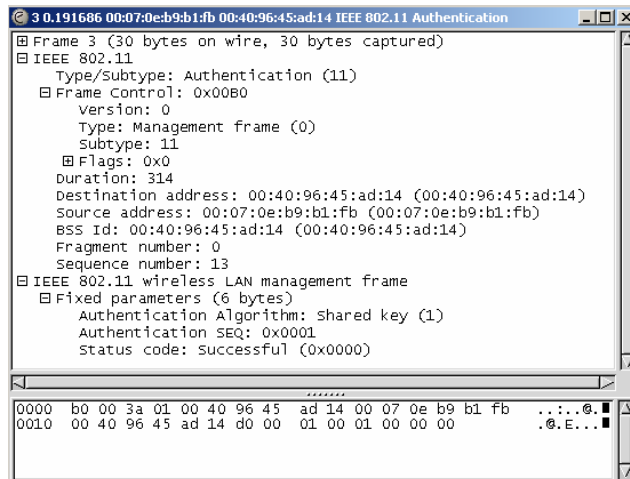 3 0.191686 00:07:0e:b9:b1:fb 00:40:96:45:ad:14 IEEE 802.11 Authentication
Frame 3 (30 bytes on wire, 30 bytes captured)
IEEE 802.11
Type/Subtype: Authentication (11)
Frame Control: 0x00B0
Version: 0
Type: Management frame (0)
Subtype: 11
Flags: 0x0
Duration: 314
Destination address: 00:40:96:45:ad:14 (00:40:96:45:ad:14)
Source address: 00:07:0e:b9:b1:fb (00:07:0e:b9:b1:fb)
BSS Id: 00:40:96:45:ad:14 (00:40:96:45:ad:14)
Fragment number: 0
Sequence number: 13
IEEE 802.11 wireless LAN management frame
Fixed parameters (6 bytes)
Authentication Algorithm: Shared key (1)
Authentication SEQ: 0x0001
Status code: Successful (0x0000)
0000 b0 00 3a 01 00 40 96 45 ad 14 00 07 0e b9 b1 fb ..:..@.
0010 00 40 96 45 ad 14 d0 00 01 00 01 00 00 00 .@.E...